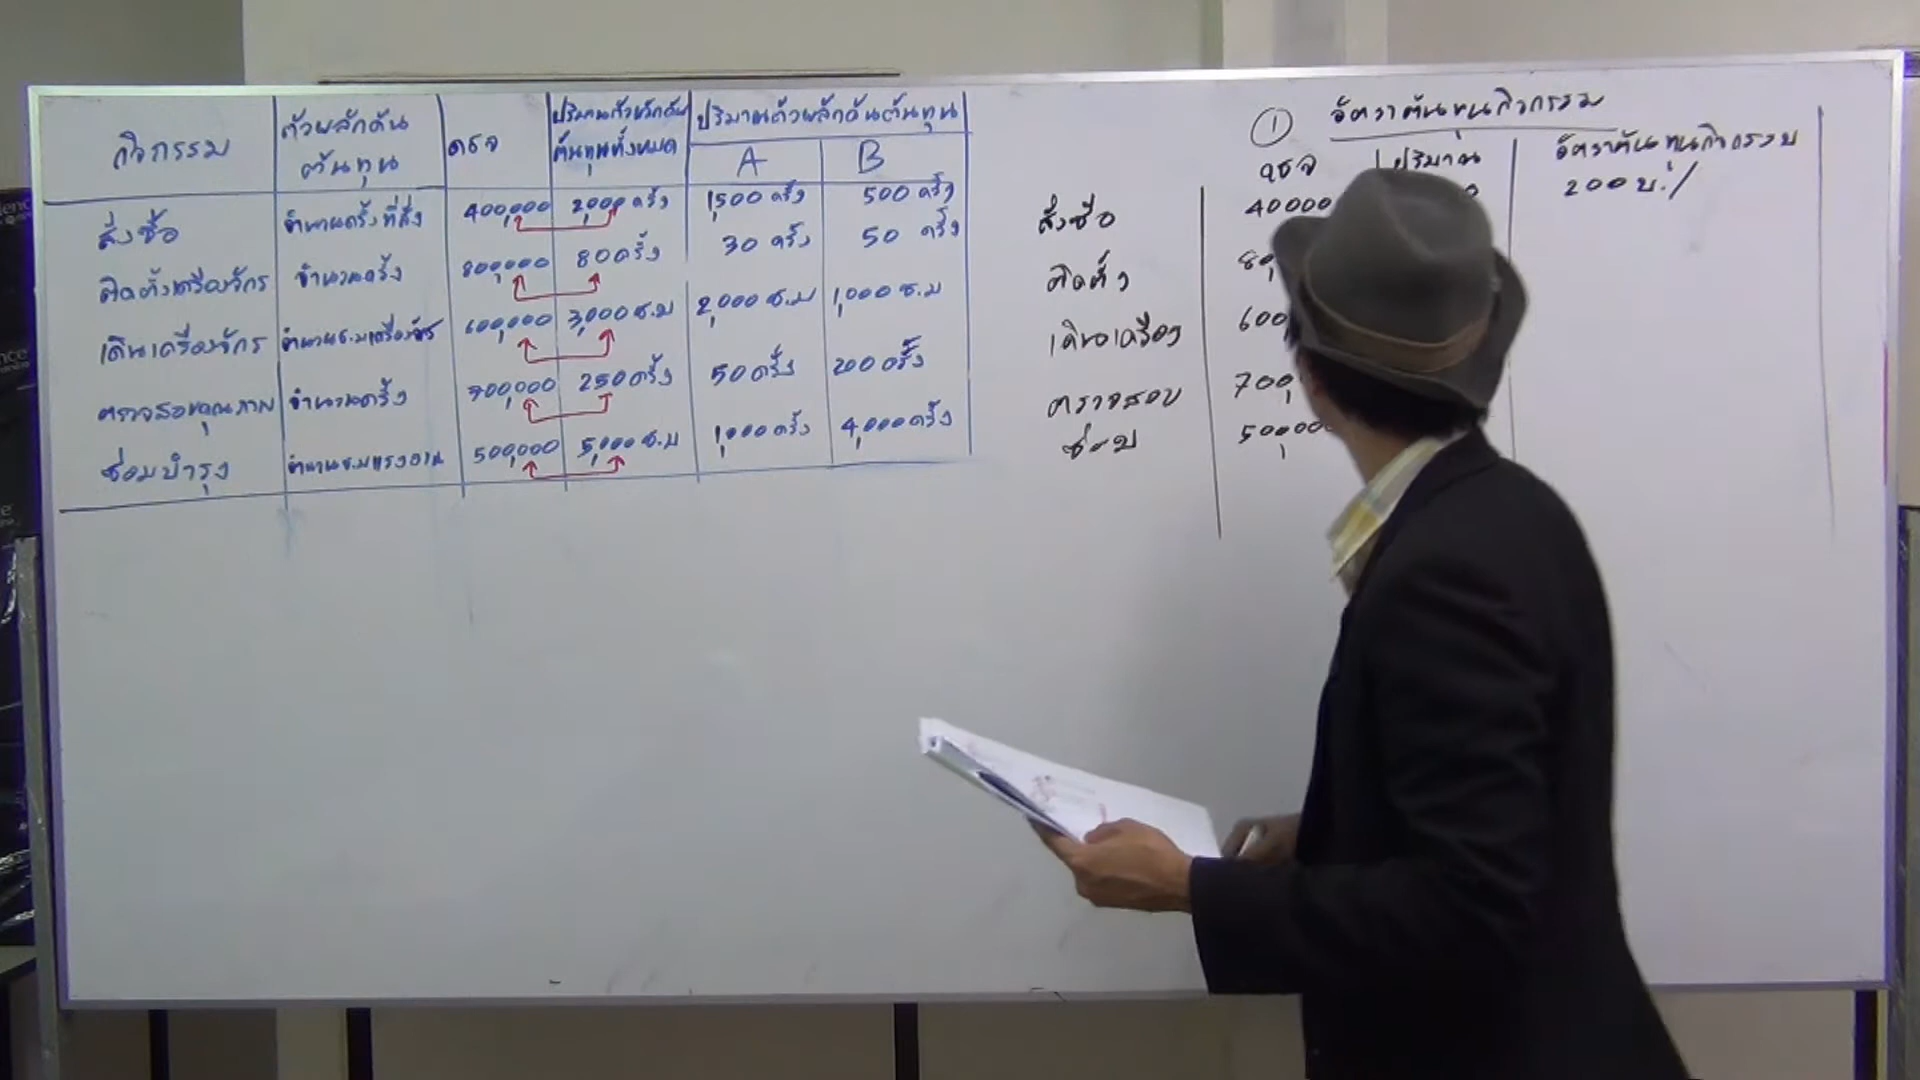 กิจกรรม ตัวผลักดันต้นทุน คชจ ปริมาณตัวผลักดันต้นทุนทั้งหมด ปริมาณตัวผลักดันต้นทุน
A B
สั่งซื้อ จำนวนครั้งที่สั่ง 400,000 2,000 ครั้ง 1,500 ครั้ง 500 ครั้ง
ติดตั้งเครื่องจักร จำนวนครั้ง 800,000 80 ครั้ง 30 ครั้ง 50 ครั้ง
เดินเครื่องจักร จำนวนช.มเครื่องจักร 600,000 3,000 ช.ม 2,000 ช.ม 1,000 ช.ม
ตรวจสอบคุณภาพ จำนวนครั้ง 700,000 250 ครั้ง 50 ครั้ง 200 ครั้ง
ซ่อมบำรุง จำนวนช.มแรงงาน 500,000 5,000 ช.ม 1,000 ครั้ง 4,000 ครั้ง
① อัตราต้นทุนกิจกรรม
คชจ ปริมาณ อัตราต้นทุนกิจกรรม
สั่งซื้อ 40000 200 บ./
ติดตั้ง
เดินเครื่อง 600
ตรวจสอบ 700,
ซ่อม 500,00